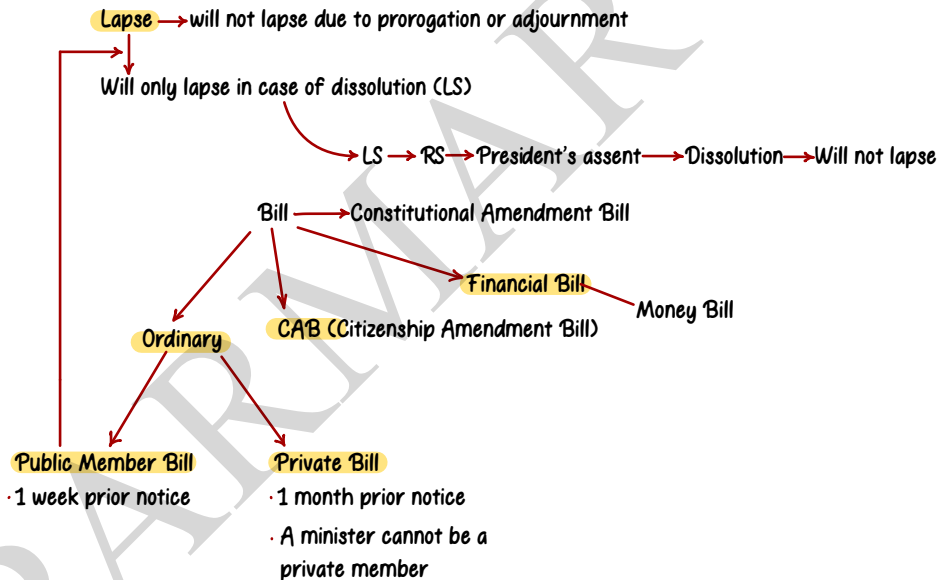 Lapse → will not lapse due to prorogation or adjournment
Will only lapse in case of dissolution (LS)
LS → RS → President's assent → Dissolution → Will not lapse
Bill → Constitutional Amendment Bill
Financial Bill
Money Bill
CAB (Citizenship Amendment Bill)
Ordinary
Public Member Bill
· 1 week prior notice
Private Bill
· 1 month prior notice
· A minister cannot be a
private member
PARMAR